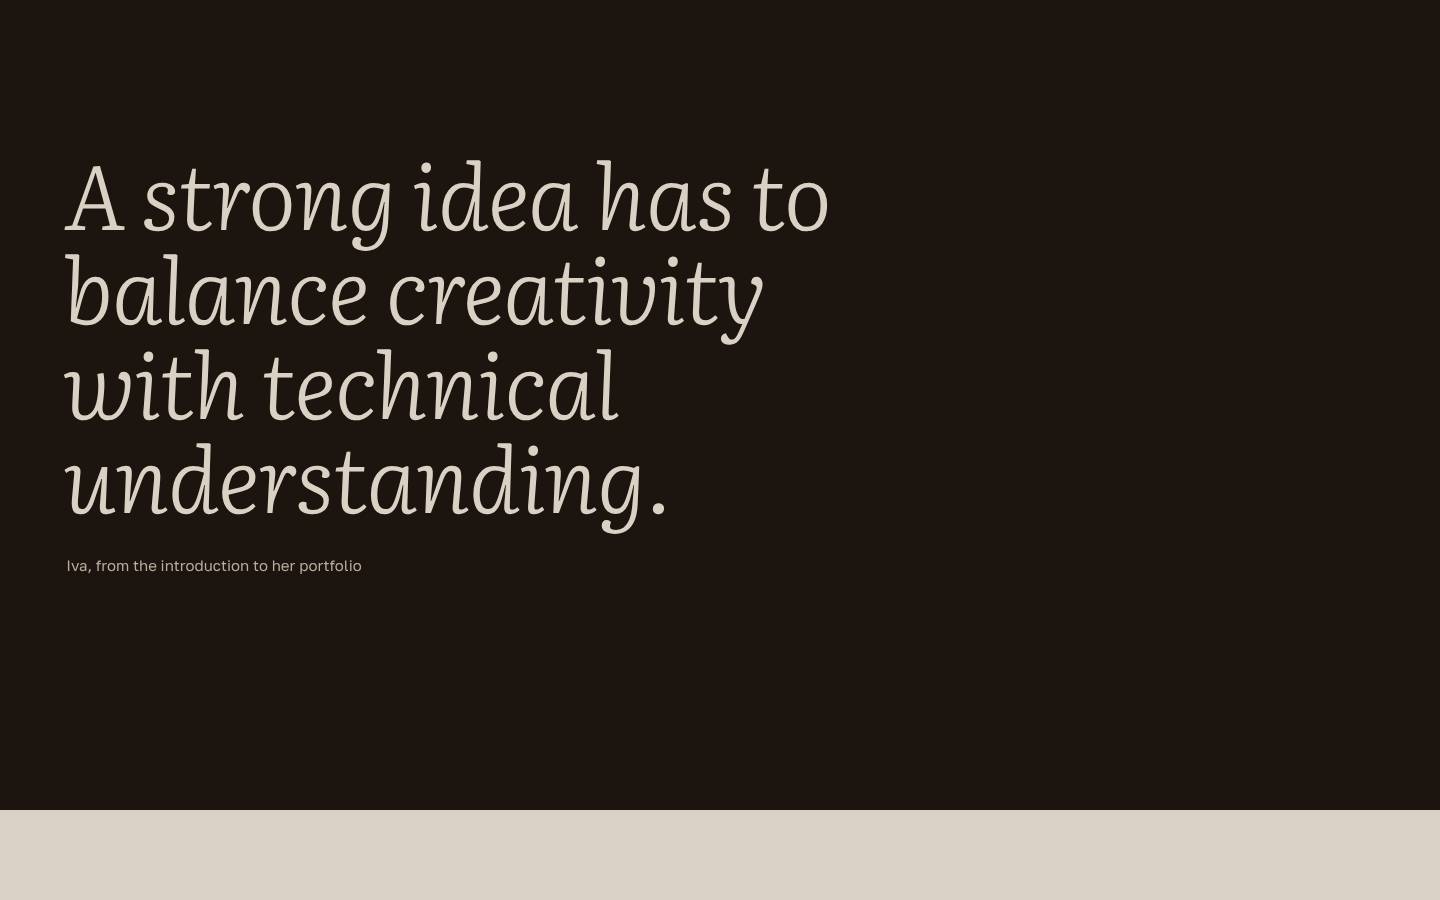 A strong idea has to
balance creativity
with technical
understanding.
Iva, from the introduction to her portfolio